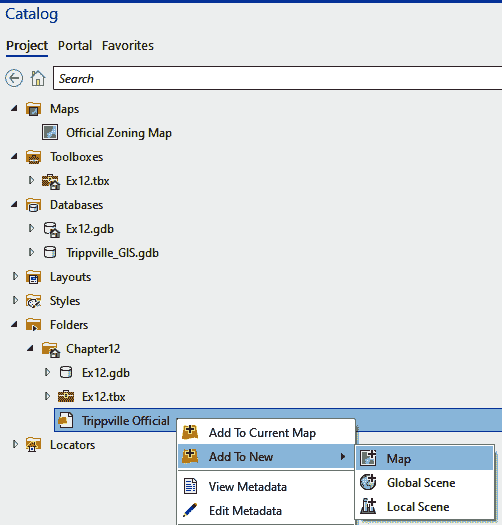 Catalog
Project Portal Favorites
Search
Maps
Official Zoning Map
Toolboxes
Ex12.tbx
Databases
Ex12.gdb
Trippville_GIS.gdb
Layouts
Styles
Folders
Chapter12
Ex12.gdb
Ex12.tbx
Trippville Official
Add To Current Map
Add To New
Map
View Metadata
Global Scene
Edit Metadata
Local Scene
Locators